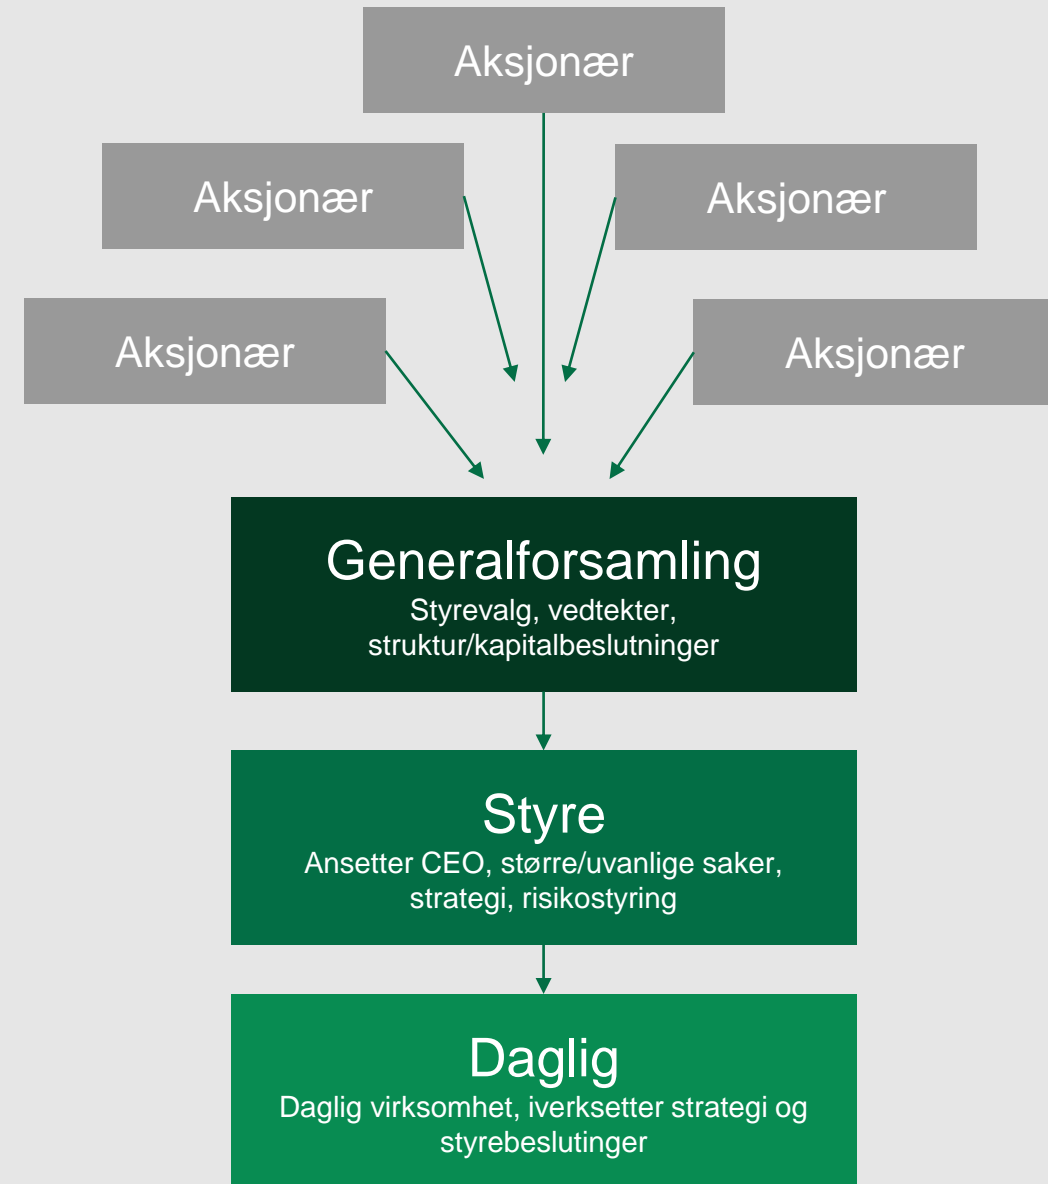 Aksjonær
Aksjonær
Aksjonær
Aksjonær
Aksjonær
Generalforsamling
Styrevalg, vedtekter,
struktur/kapitalbeslutninger
Styre
Ansetter CEO, større/uvanlige saker,
strategi, risikostyring
Daglig
Daglig virksomhet, iverksetter strategi og
styrebeslutinger